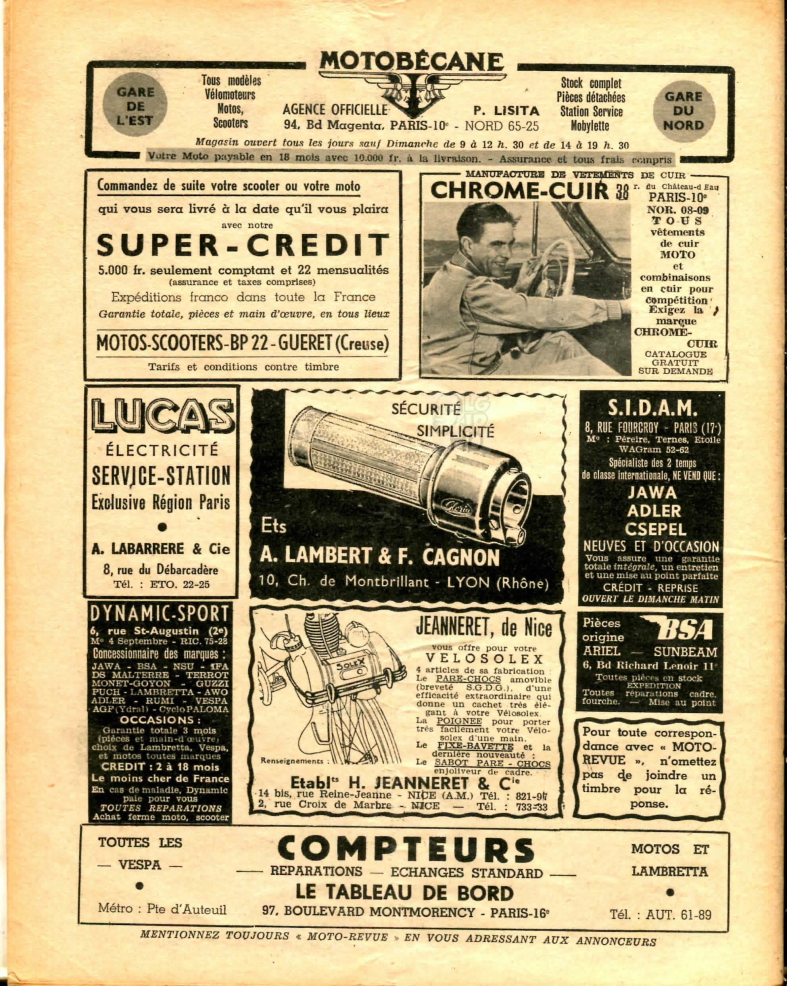 MOTOBÉCANE
GARE
DE
L'EST
Tous modèles
Vélomoteurs
Motos,
Scooters
AGENCE OFFICIELLE
P. LISITA
94, Bd Magenta, PARIS-10e - NORD 65-25
Stock complet
Pièces détachées
Station Service
Mobylette
GARE
DU
NORD
Magasin ouvert tous les jours sauf Dimanche de 9 à 12 h. 30 et de 14 à 19 h. 30
Votre Moto payable en 18 mois avec 10.000 fr. à la livraison. - Assurance et tous frais compris
Commandez de suite votre scooter ou votre moto
qui vous sera livré à la date qu'il vous plaira
avec notre
SUPER-CREDIT
5.000 fr. seulement comptant et 22 mensualités
(assurance et taxes comprises)
Expéditions franco dans toute la France
Garantie totale, pièces et main d'œuvre, en tous lieux
MOTOS-SCOOTERS-BP 22 - GUERET (Creuse)
Tarifs et conditions contre timbre
MANUFACTURE DE VETEMENTS DE CUIR
CHROME-CUIR 38 r. du Château-d'Eau
PARIS-10e
NOR. 08-09
TOUS
vêtements
de cuir
MOTO
et
combinaisons
en cuir pour
compétition
Exigez la
marque
CHROME-
CUIR
CATALOGUE
GRATUIT
SUR DEMANDE
LUCAS
ÉLECTRICITÉ
SERVICE-STATION
Exclusive Région Paris
A. LABARRERE & Cie
8, rue du Débarcadère
Tél. : ETO. 22-25
SÉCURITÉ
SIMPLICITÉ
Ets
A. LAMBERT & F. CAGNON
10, Ch. de Montbrillant - LYON (Rhône)
S.I.D.A.M.
8, RUE FOURCROY - PARIS (17e)
Mo : Péreire, Ternes, Etoile
WAGram 52-62
Spécialiste des 2 temps
de classe internationale, NE VEND QUE :
JAWA
ADLER
CSEPEL
NEUVES ET D'OCCASION
Vous assure une garantie
totale intégrale, un entretien
et une mise au point parfaite
CRÉDIT - REPRISE
OUVERT LE DIMANCHE MATIN
DYNAMIC-SPORT
6, rue St-Augustin (2e)
Mo 4 Septembre - RIC. 75-28
Concessionnaire des marques :
JAWA - BSA - NSU - IFA
DS MALTERRE - TERROT
MONET-GOYON - GUZZI
PUCH - LAMBRETTA - AWO
ADLER - RUMI - VESPA
AGF (Ydral) - Cyclo PALOMA
OCCASIONS :
Garantie totale 3 mois
(pièces et main-d'œuvre)
choix de Lambretta, Vespa,
et motos toutes marques
CREDIT : 2 à 18 mois
Le moins cher de France
En cas de maladie, Dynamic
paie pour vous
TOUTES REPARATIONS
Achat ferme moto, scooter
SOLEX
JEANNERET, de Nice
vous offre pour votre
VELOSOLEX
4 articles de sa fabrication :
Le PARE-CHOCS amovible
(breveté S.G.D.G.), d'une
efficacité extraordinaire qui
donne un cachet très élé-
gant à votre Vélosolex.
La POIGNEE pour porter
très facilement votre Vélo-
solex d'une main.
Le FIXE-BAVETTE et la
dernière nouveauté :
Le SABOT PARE-CHOCS
enjoliveur de cadre.
Renseignements :
Etablts H. JEANNERET & Cie
14 bis, rue Reine-Jeanne - NICE (A.M.) Tél. : 821-97
2, rue Croix de Marbre - NICE — Tél. : 733-33
Pièces
origine BSA
ARIEL - SUNBEAM
6, Bd Richard Lenoir 11e
Toutes pièces en stock
EXPEDITION
Toutes réparations cadre,
fourche. — Mise au point
Pour toute correspon-
dance avec « MOTO-
REVUE », n'omettez
pas de joindre un
timbre pour la ré-
ponse.
TOUTES LES
— VESPA —
Métro : Pte d'Auteuil
COMPTEURS
— REPARATIONS — ECHANGES STANDARD —
LE TABLEAU DE BORD
97, BOULEVARD MONTMORENCY - PARIS-16e
MOTOS ET
LAMBRETTA
Tél. : AUT. 61-89
MENTIONNEZ TOUJOURS « MOTO-REVUE » EN VOUS ADRESSANT AUX ANNONCEURS